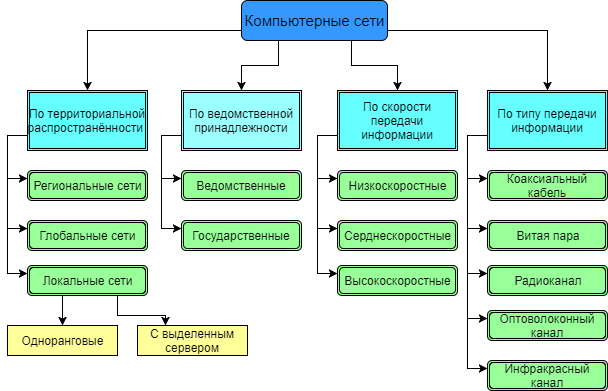 Компьютерные сети
По территориальной
распространённости
Региональные сети
Глобальные сети
Локальные сети
Одноранговые
С выделенным
сервером
По ведомственной
принадлежности
Ведомственные
Государственные
По скорости
передачи
информации
Низкоскоростные
Серднескоростные
Высокоскоростные
По типу передачи
информации
Коаксиальный
кабель
Витая пара
Радиоканал
Оптоволоконный
канал
Инфракрасный
канал